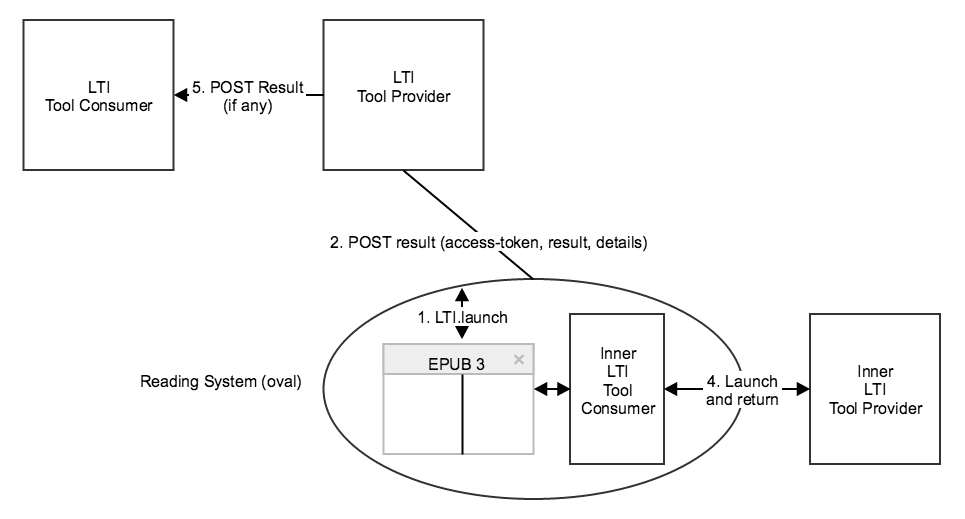 LTI
Tool Consumer
5. POST Result
(if any)
LTI
Tool Provider
2. POST result (access-token, result, details)
1. LTI.launch
EPUB 3 ×
Reading System (oval)
Inner
LTI
Tool
Consumer
4. Launch
and return
Inner
LTI
Tool Provider